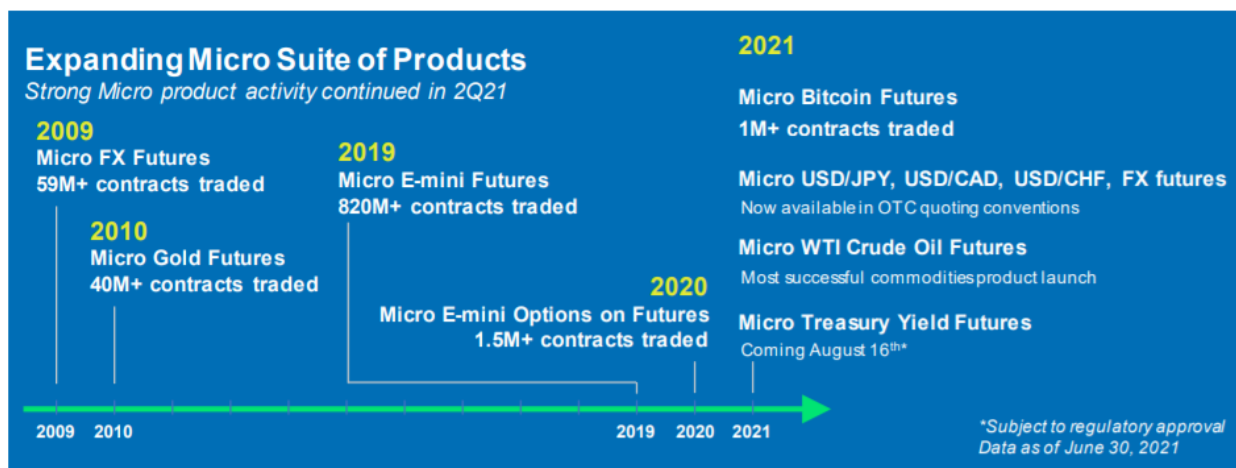 Expanding Micro Suite of Products
Strong Micro product activity continued in 2Q21
2009
Micro FX Futures
59M+ contracts traded
2010
Micro Gold Futures
40M+ contracts traded
2019
Micro E-mini Futures
820M+ contracts traded
2020
Micro E-mini Options on Futures
1.5M+ contracts traded
2021
Micro Bitcoin Futures
1M+ contracts traded
Micro USD/JPY, USD/CAD, USD/CHF, FX futures
Now available in OTC quoting conventions
Micro WTI Crude Oil Futures
Most successful commodities product launch
Micro Treasury Yield Futures
Coming August 16th*
2009 2010 2019 2020 2021
*Subject to regulatory approval
Data as of June 30, 2021